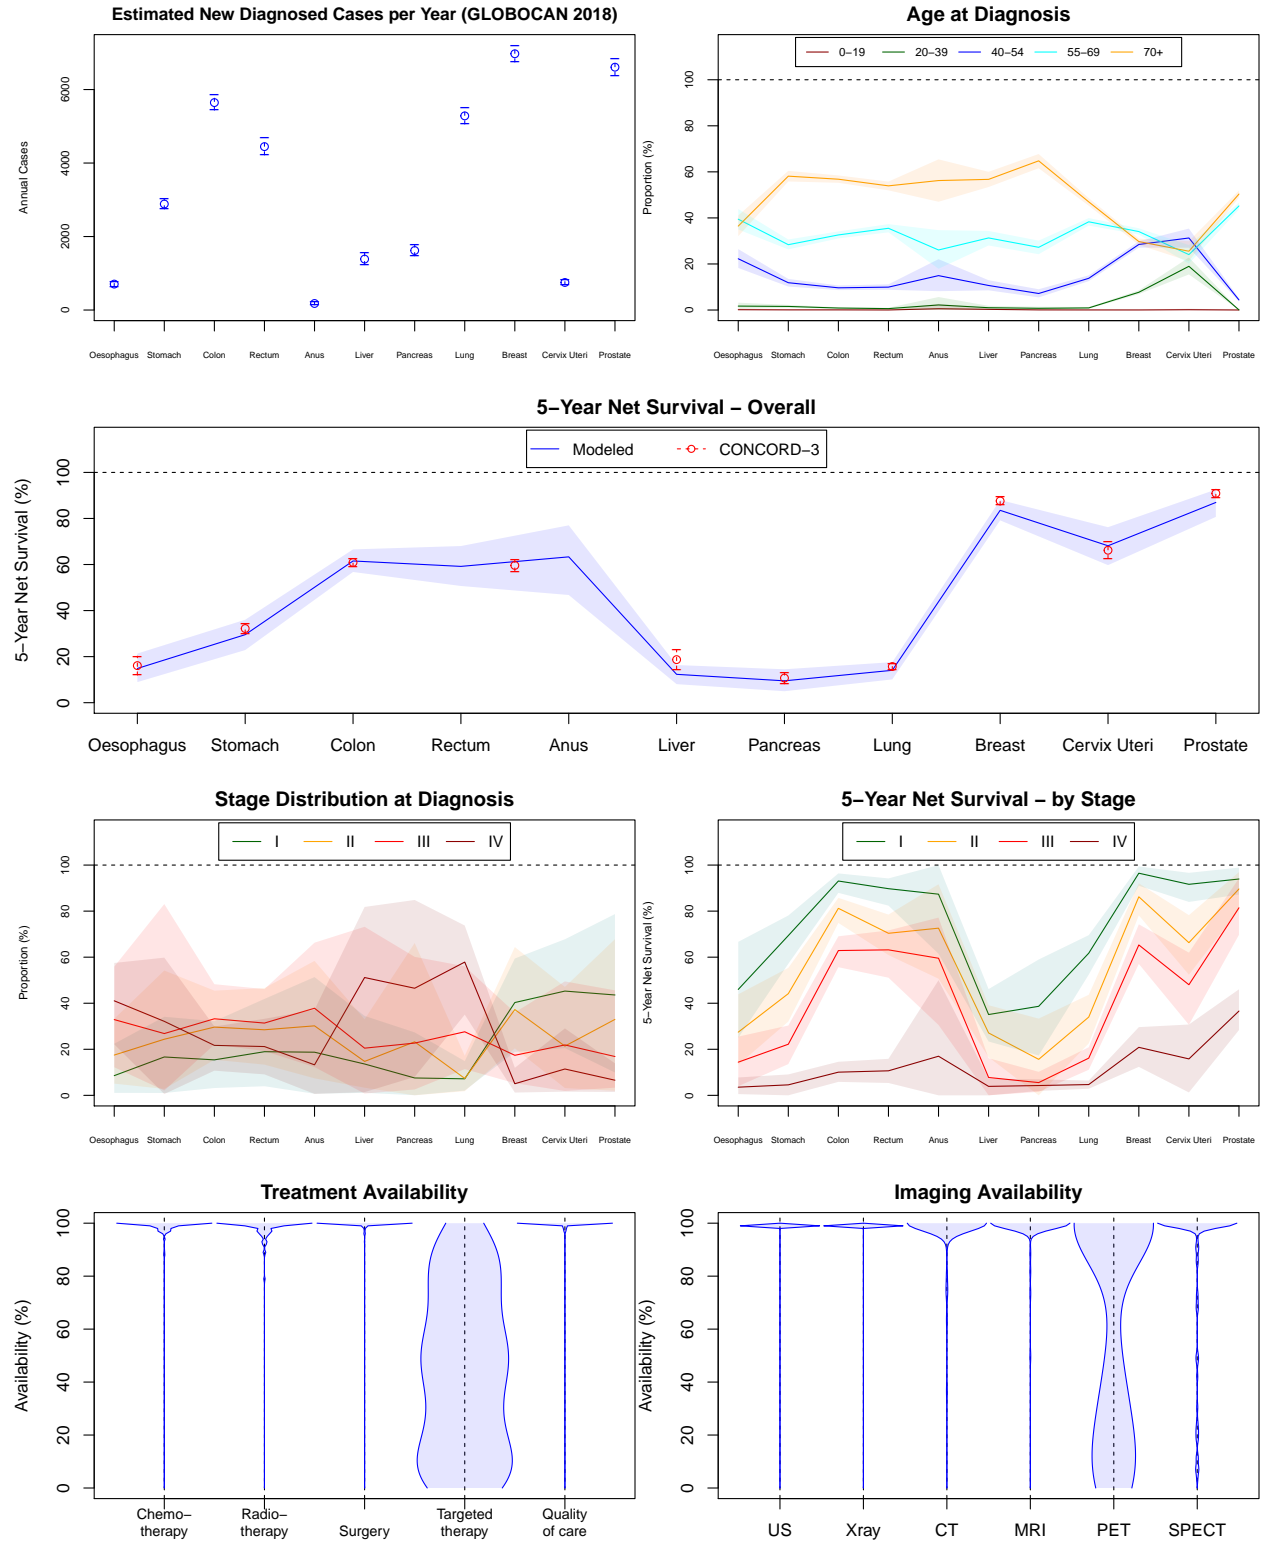 Estimated New Diagnosed Cases per Year (GLOBOCAN 2018)
Annual Cases
0
2000
4000
6000
Oesophagus Stomach Colon Rectum Anus Liver Pancreas Lung Breast Cervix Uteri Prostate
Age at Diagnosis
0−19 20−39 40−54 55−69 70+
Proportion (%)
0
20
40
60
80
100
Oesophagus Stomach Colon Rectum Anus Liver Pancreas Lung Breast Cervix Uteri Prostate
5−Year Net Survival − Overall
Modeled CONCORD−3
5−Year Net Survival (%)
0
20
40
60
80
100
Oesophagus Stomach Colon Rectum Anus Liver Pancreas Lung Breast Cervix Uteri Prostate
Stage Distribution at Diagnosis
I II III IV
Proportion (%)
0
20
40
60
80
100
Oesophagus Stomach Colon Rectum Anus Liver Pancreas Lung Breast Cervix Uteri Prostate
5−Year Net Survival − by Stage
I II III IV
5−Year Net Survival (%)
0
20
40
60
80
100
Oesophagus Stomach Colon Rectum Anus Liver Pancreas Lung Breast Cervix Uteri Prostate
Treatment Availability
Availability (%)
0
20
40
60
80
100
Chemo−
therapy
Radio−
therapy
Surgery
Targeted
therapy
Quality
of care
Imaging Availability
Availability (%)
0
20
40
60
80
100
US Xray CT MRI PET SPECT